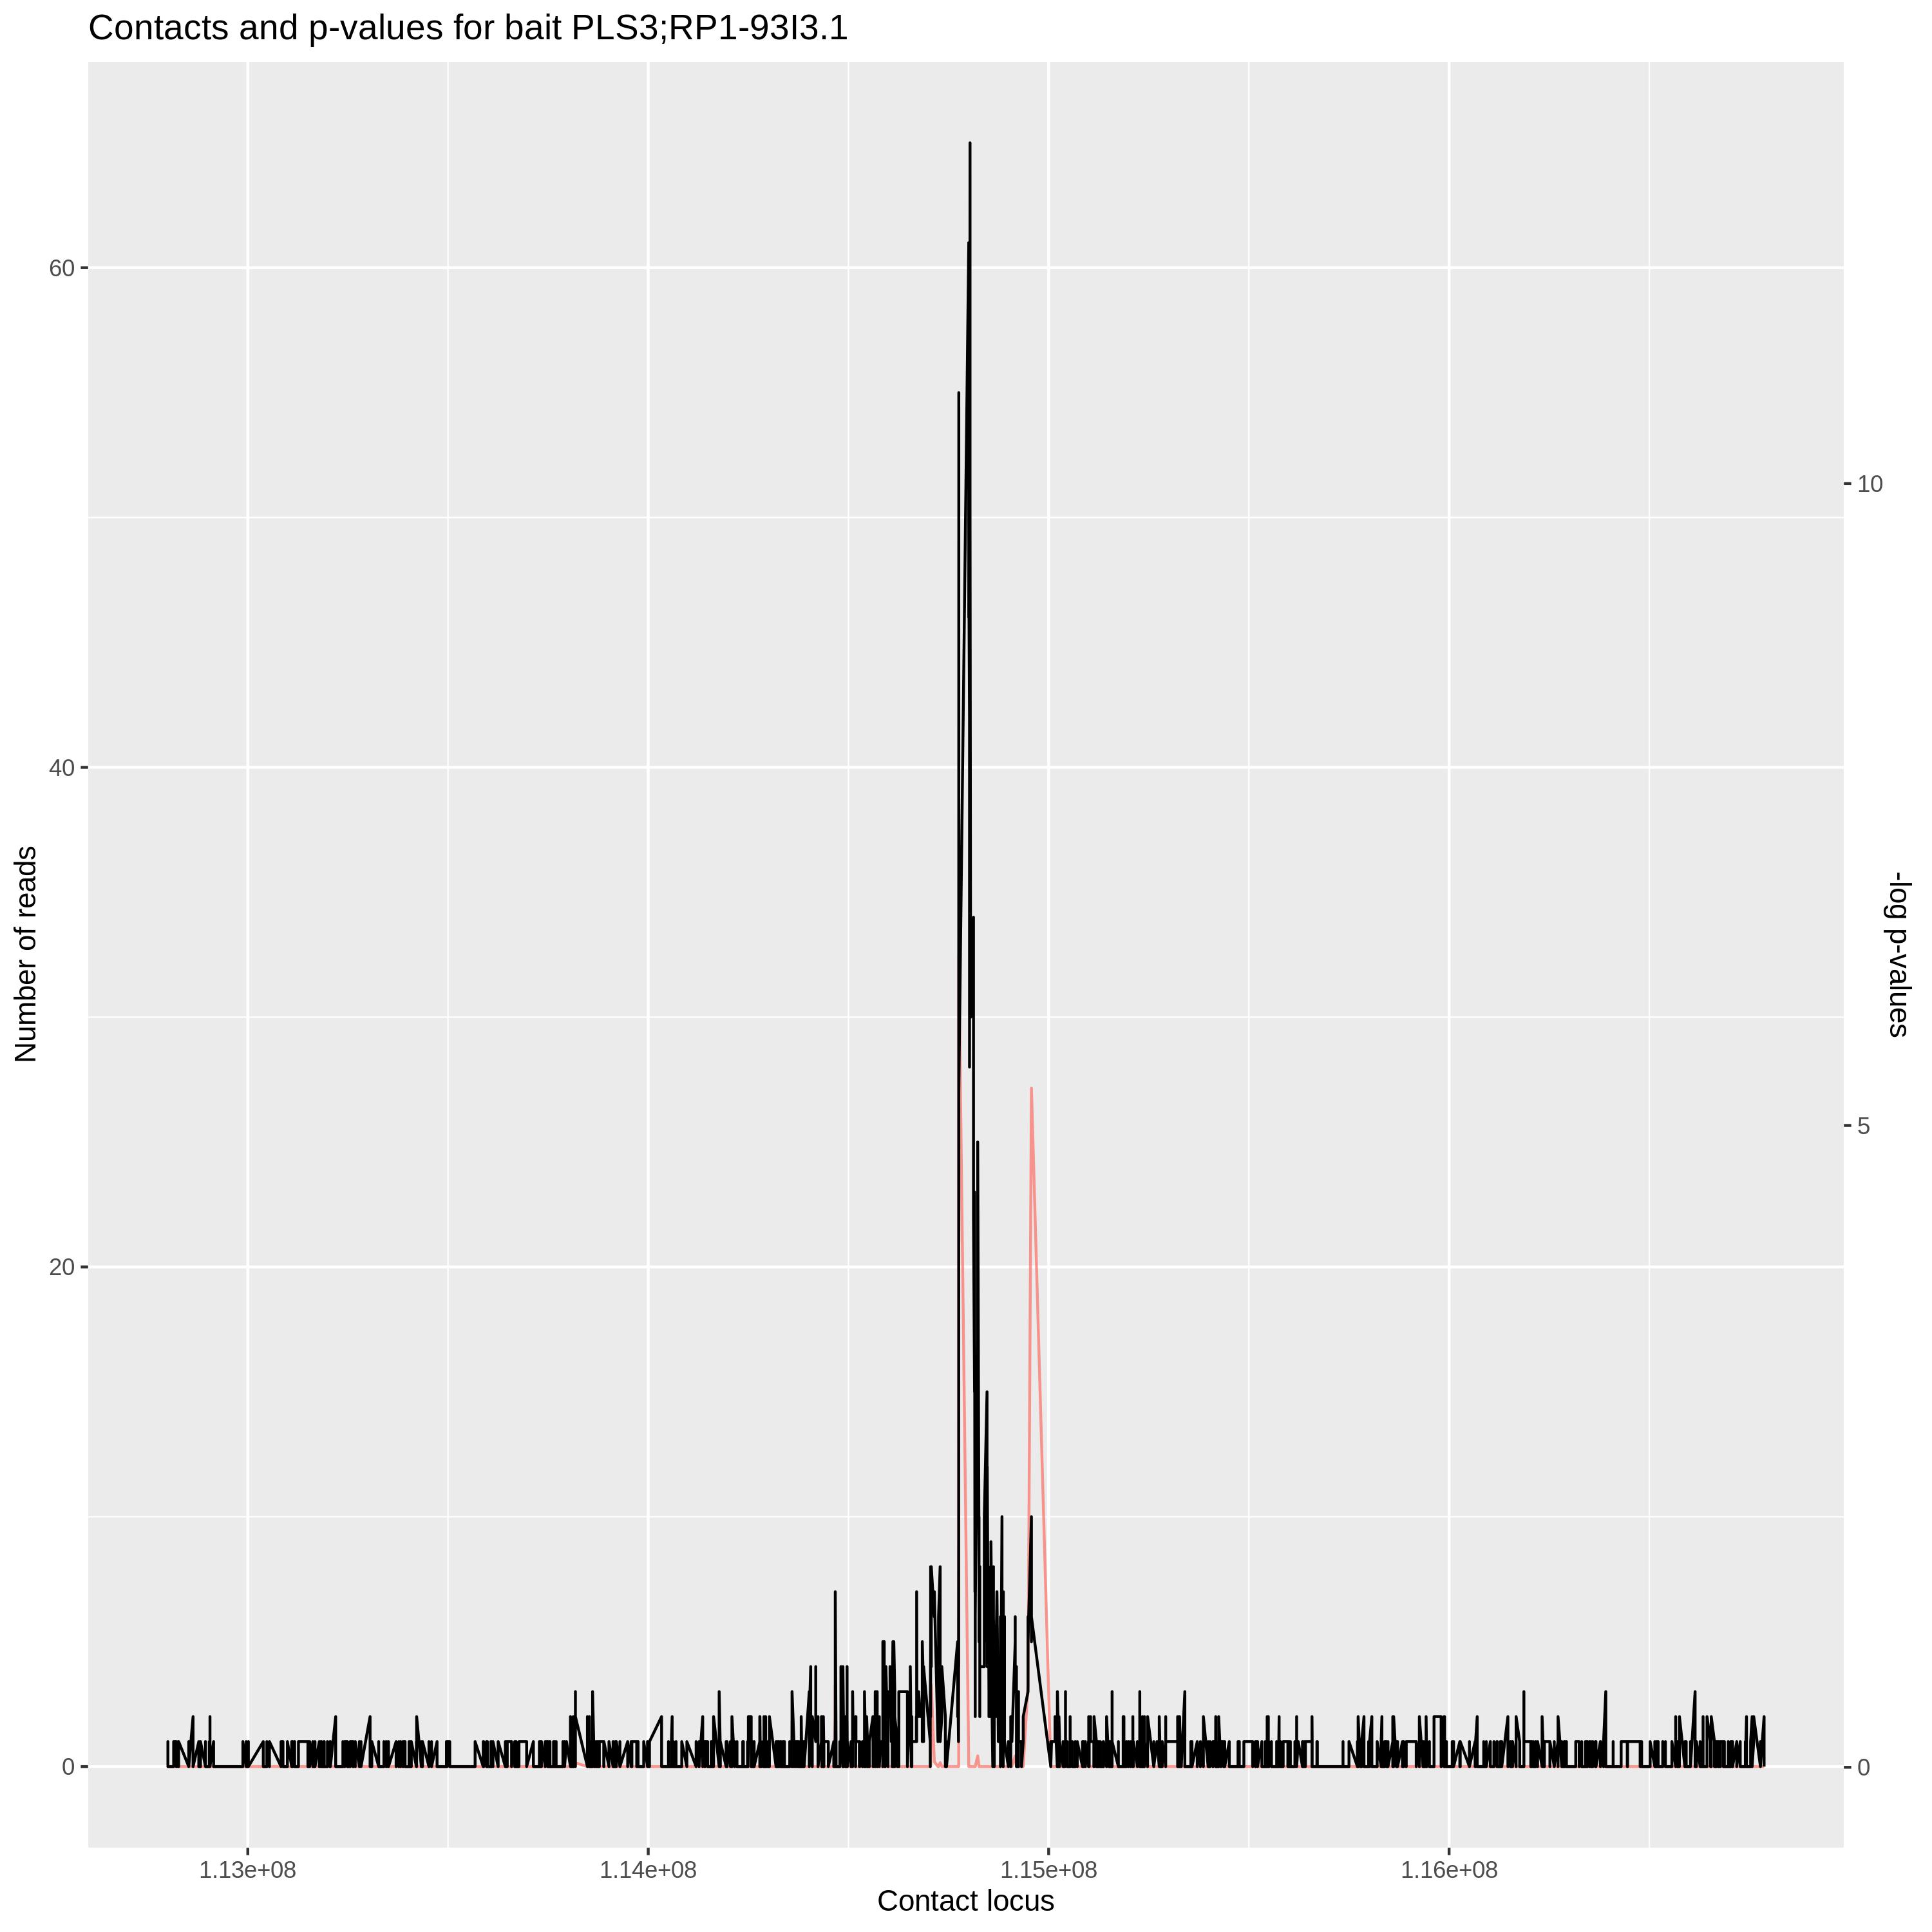 Contacts and p-values for bait PLS3;RP1-93I3.1
60
40
20
0
Number of reads
10
5
0
-log p-values
1.13e+08
1.14e+08
1.15e+08
1.16e+08
Contact locus